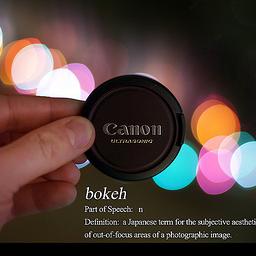 Canon
ULTRASONIC
bokeh
Part of Speech: n
Definition: a Japanese term for the subjective aestheti
of out-of-focus areas of a photographic image.